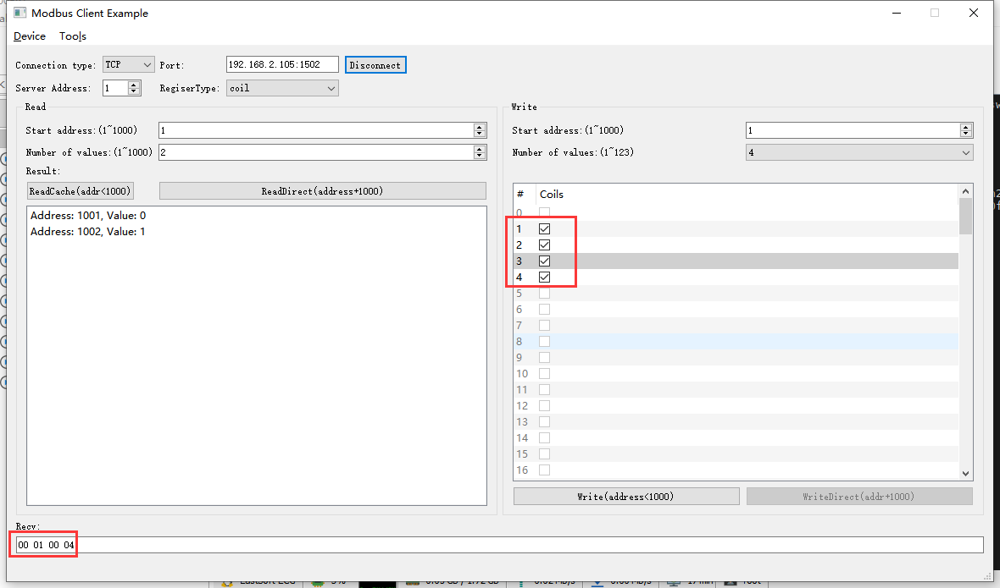 Modbus Client Example
Device Tools
Connection type: TCP Port: 192.168.2.105:1502 Disconnect
Server Address: 1 RegiserType: coil
Read
Start address:(1~1000) 1
Number of values:(1~1000) 2
Result:
ReadCache(addr<1000) ReadDirect(address+1000)
Address: 1001, Value: 0
Address: 1002, Value: 1
Write
Start address:(1~1000) 1
Number of values:(1~123) 4
# Coils
0
1
2
3
4
5
6
7
8
9
10
11
12
13
14
15
16
Write(address<1000) WriteDirect(addr+1000)
Recv:
00 01 00 04